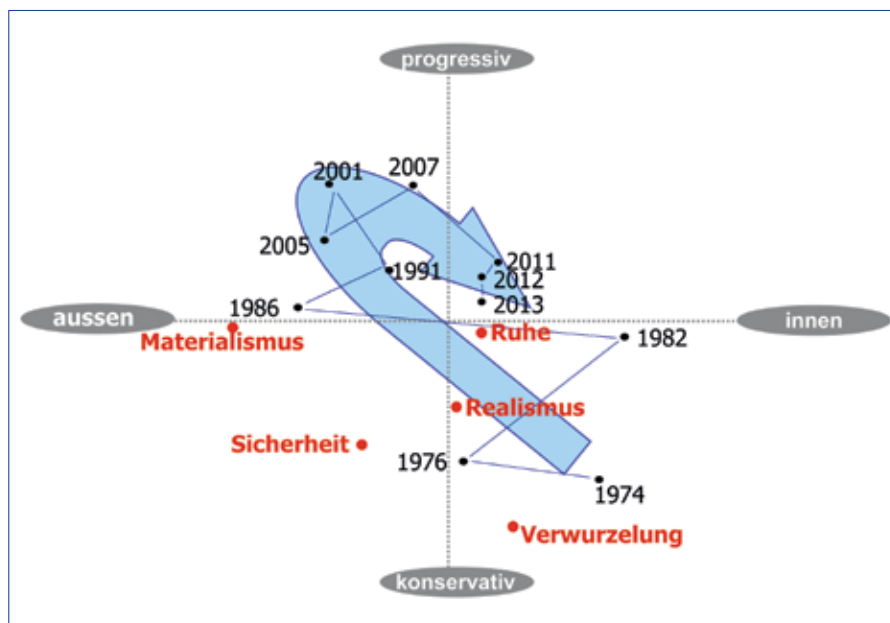 progressiv
2001
2007
2005
1991
2011
2012
2013
1986
aussen
innen
Materialismus
Ruhe
1982
Realismus
Sicherheit
1976
1974
Verwurzelung
konservativ